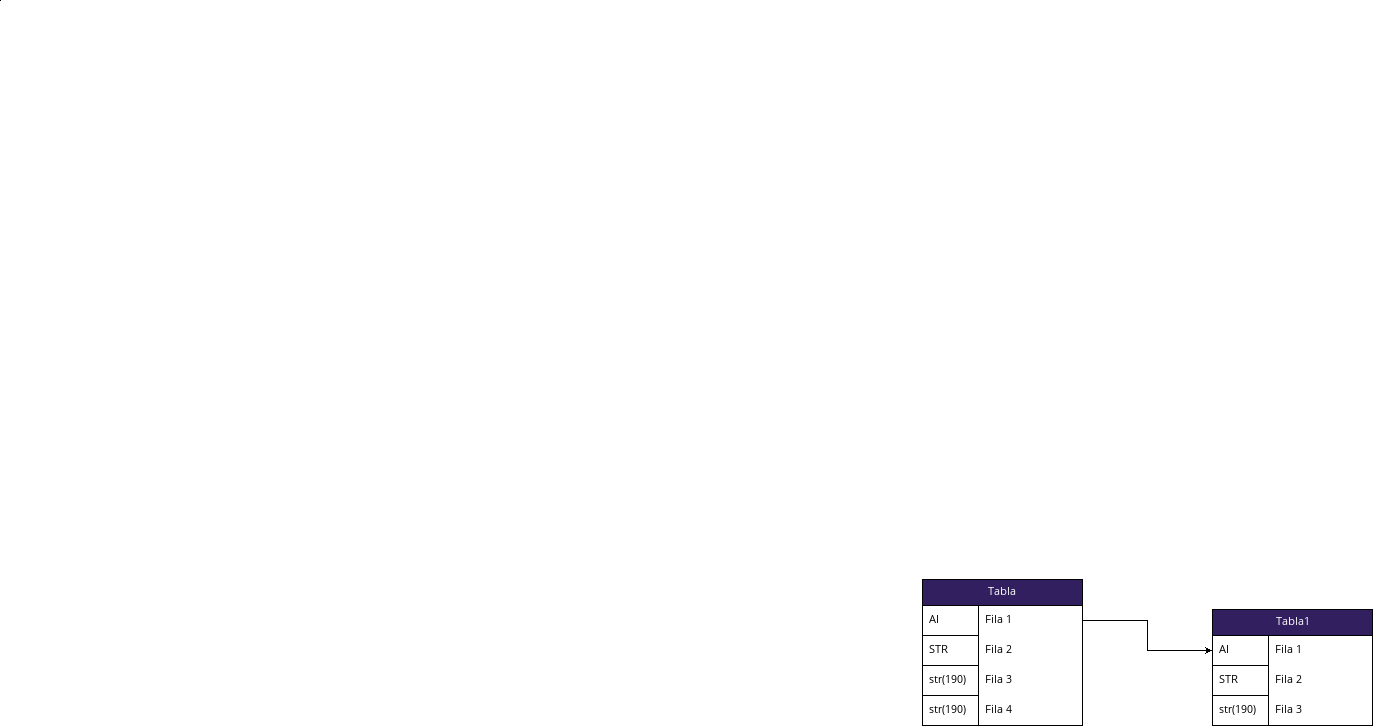 Tabla
AI Fila 1
STR Fila 2
str(190) Fila 3
str(190) Fila 4
Tabla1
AI Fila 1
STR Fila 2
str(190) Fila 3